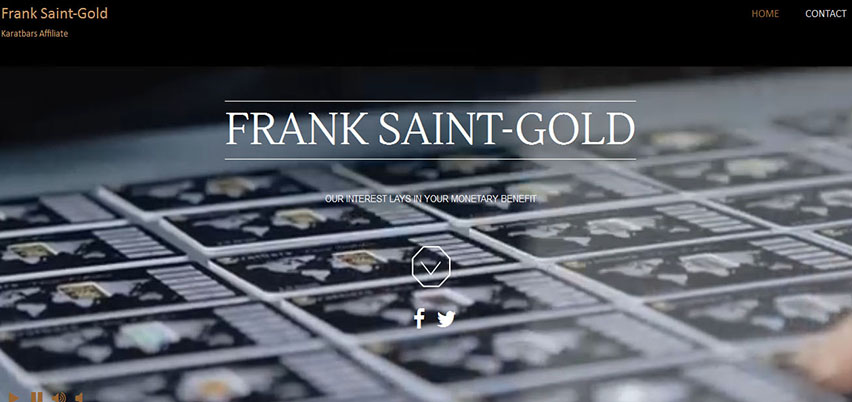 Frank Saint-Gold
HOME
CONTACT
Karatbars Affiliate
FRANK SAINT-GOLD
OUR INTEREST LAYS IN YOUR MONETARY BENEFIT